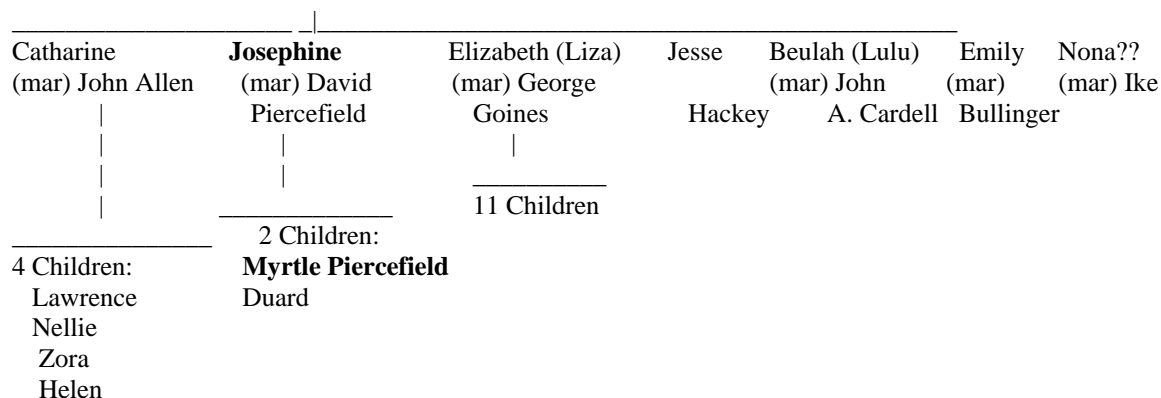 Catharine Josephine Elizabeth (Liza) Jesse Beulah (Lulu) Emily Nona??
(mar) John Allen (mar) David (mar) George (mar) John (mar) (mar) Ike
Piercefield Goines Hackey A. Cardell Bullinger
11 Children
2 Children:
4 Children: Myrtle Piercefield
Lawrence Duard
Nellie
Zora
Helen